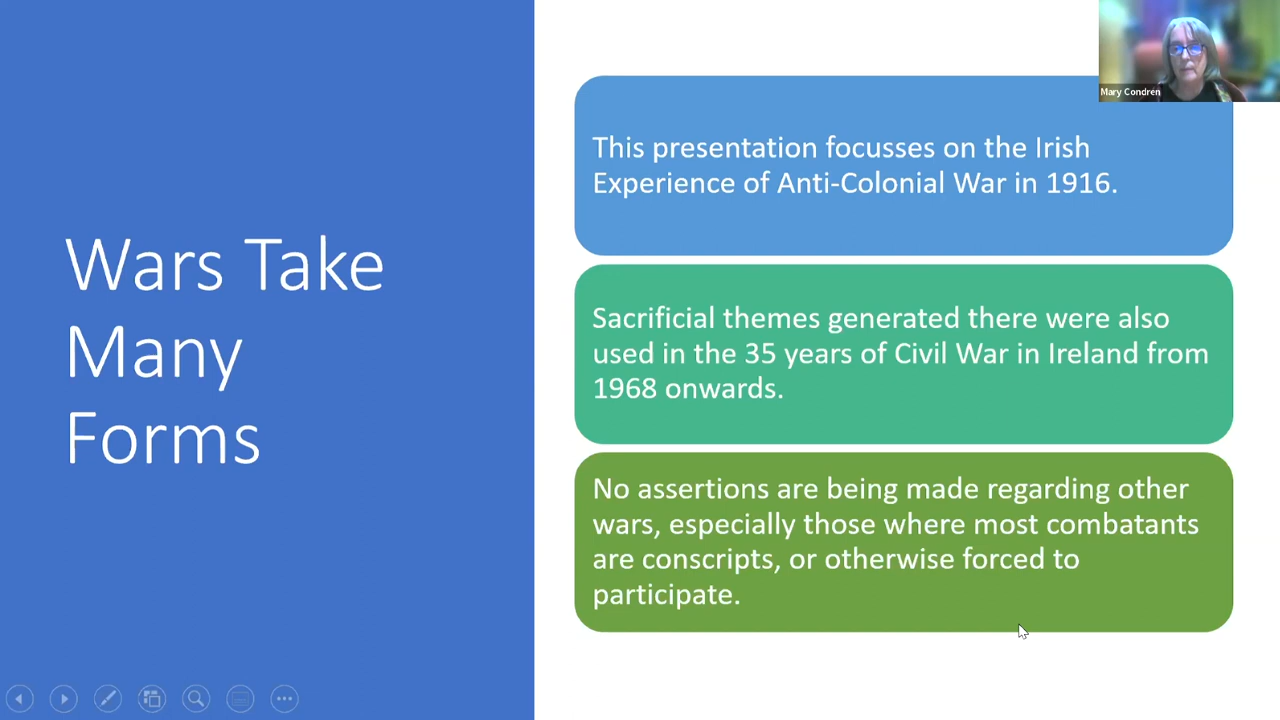 Wars Take
Many
Forms
This presentation focusses on the Irish
Experience of Anti-Colonial War in 1916.
Sacrificial themes generated there were also
used in the 35 years of Civil War in Ireland from
1968 onwards.
No assertions are being made regarding other
wars, especially those where most combatants
are conscripts, or otherwise forced to
participate.
Mary Condren